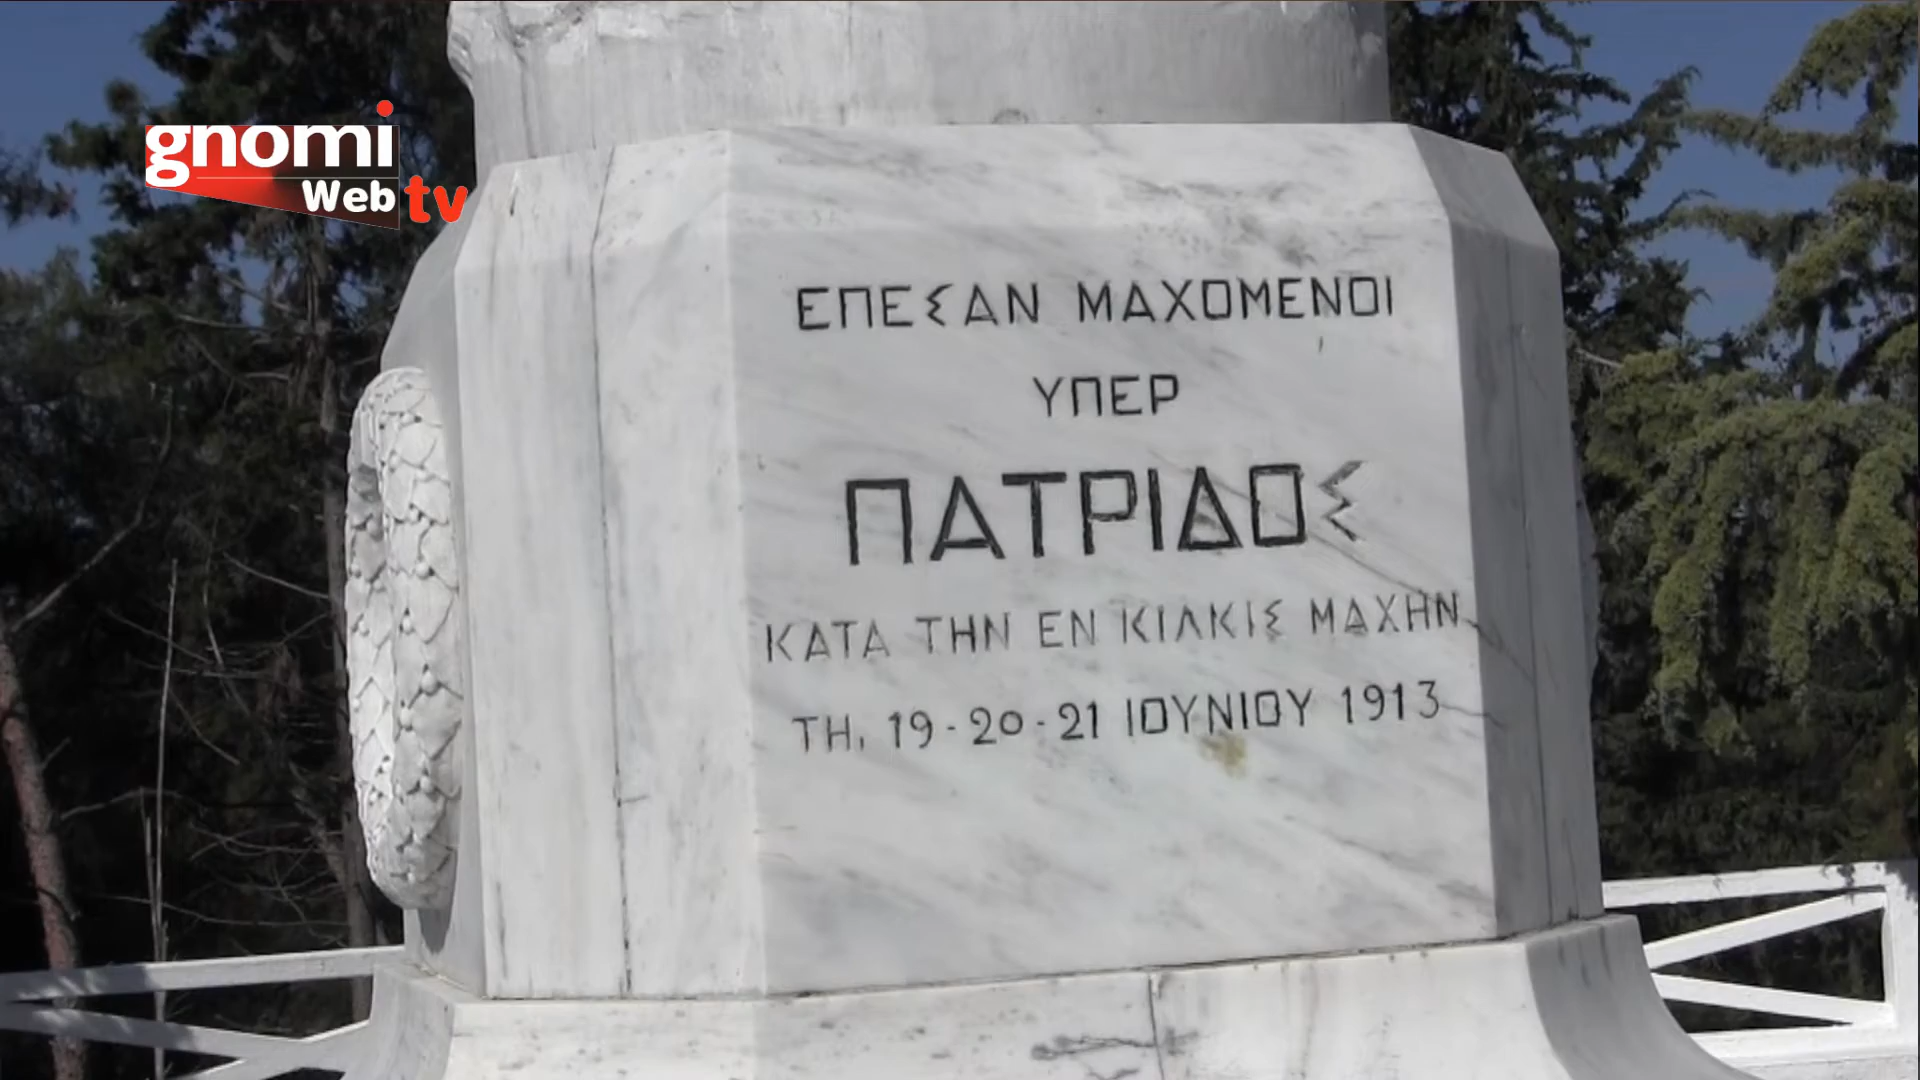 gnomi
Web tv
ΕΠΕΣΑΝ ΜΑΧΟΜΕΝΟΙ
ΥΠΕΡ
ΠΑΤΡΙΔΟΣ
ΚΑΤΑ ΤΗΝ ΕΝ ΚΙΛΚΙΣ ΜΑΧΗΝ
ΤΗ, 19-20-21 ΙΟΥΝΙΟΥ 1913